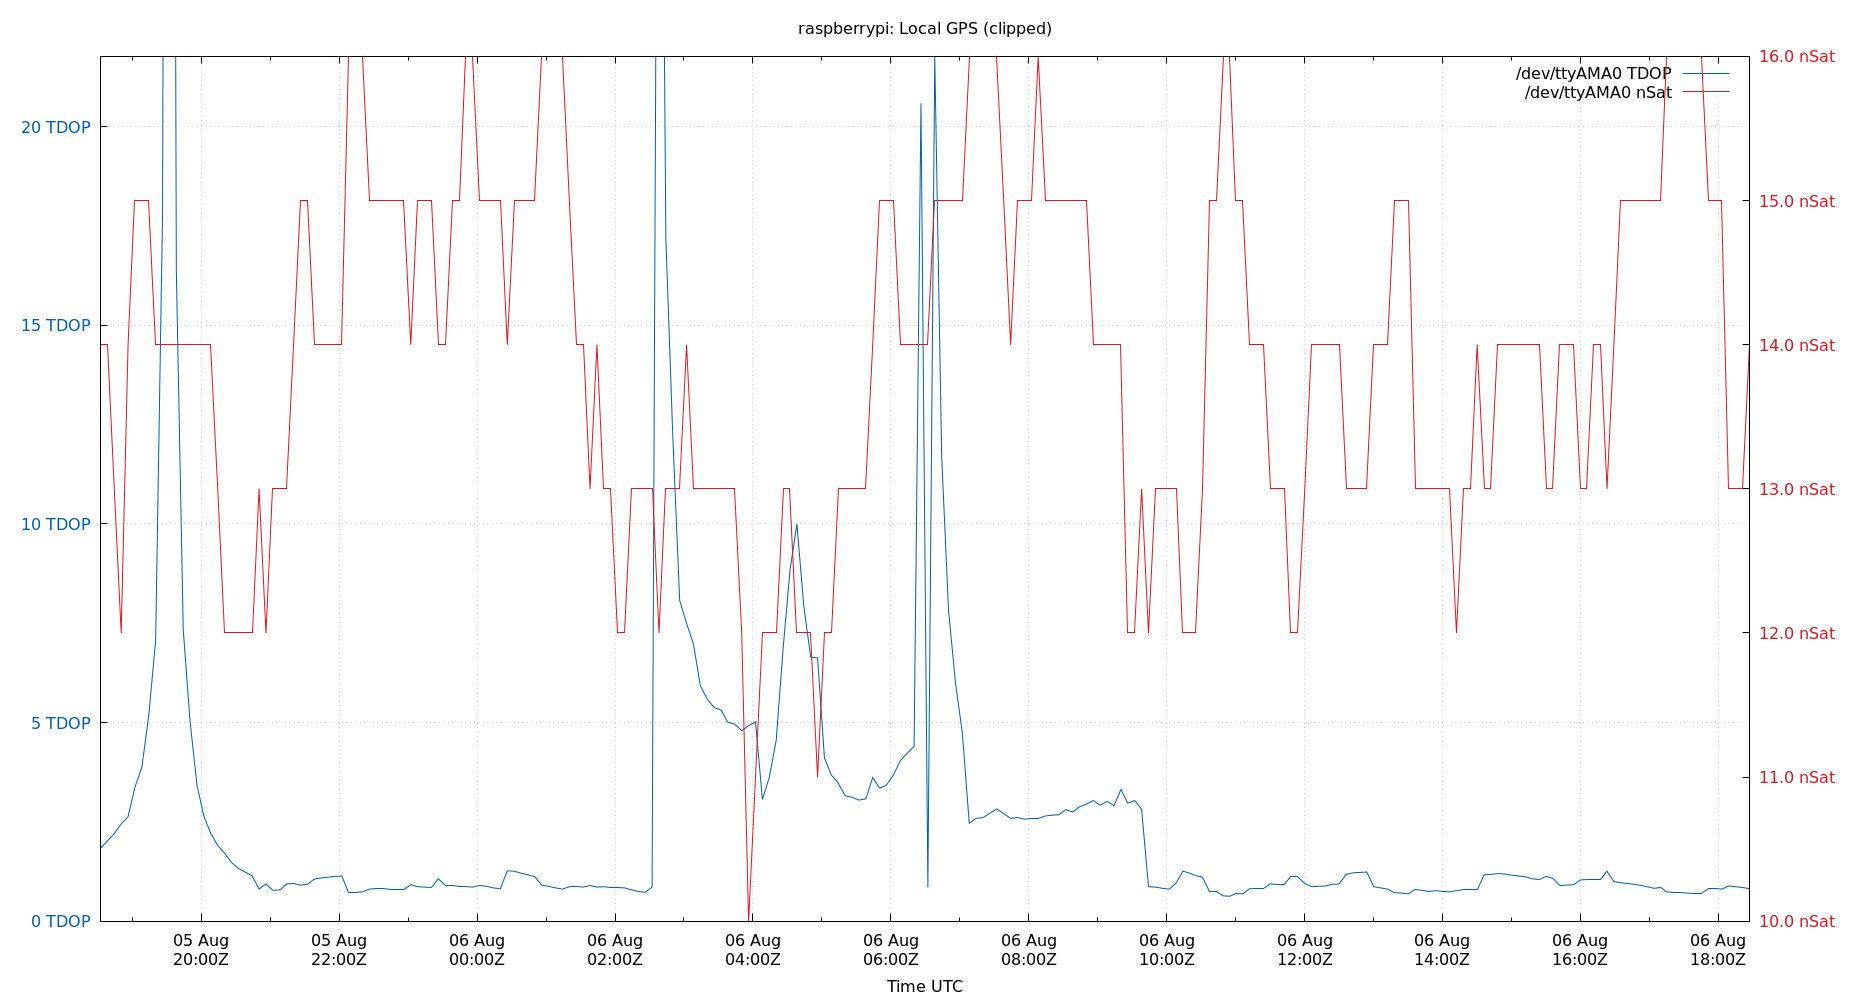 raspberrypi: Local GPS (clipped)
/dev/ttyAMA0 TDOP
/dev/ttyAMA0 nSat
20 TDOP
15 TDOP
10 TDOP
5 TDOP
0 TDOP
16.0 nSat
15.0 nSat
14.0 nSat
13.0 nSat
12.0 nSat
11.0 nSat
10.0 nSat
05 Aug 05 Aug 06 Aug 06 Aug 06 Aug 06 Aug 06 Aug 06 Aug 06 Aug 06 Aug 06 Aug 06 Aug
20:00Z 22:00Z 00:00Z 02:00Z 04:00Z 06:00Z 08:00Z 10:00Z 12:00Z 14:00Z 16:00Z 18:00Z
Time UTC